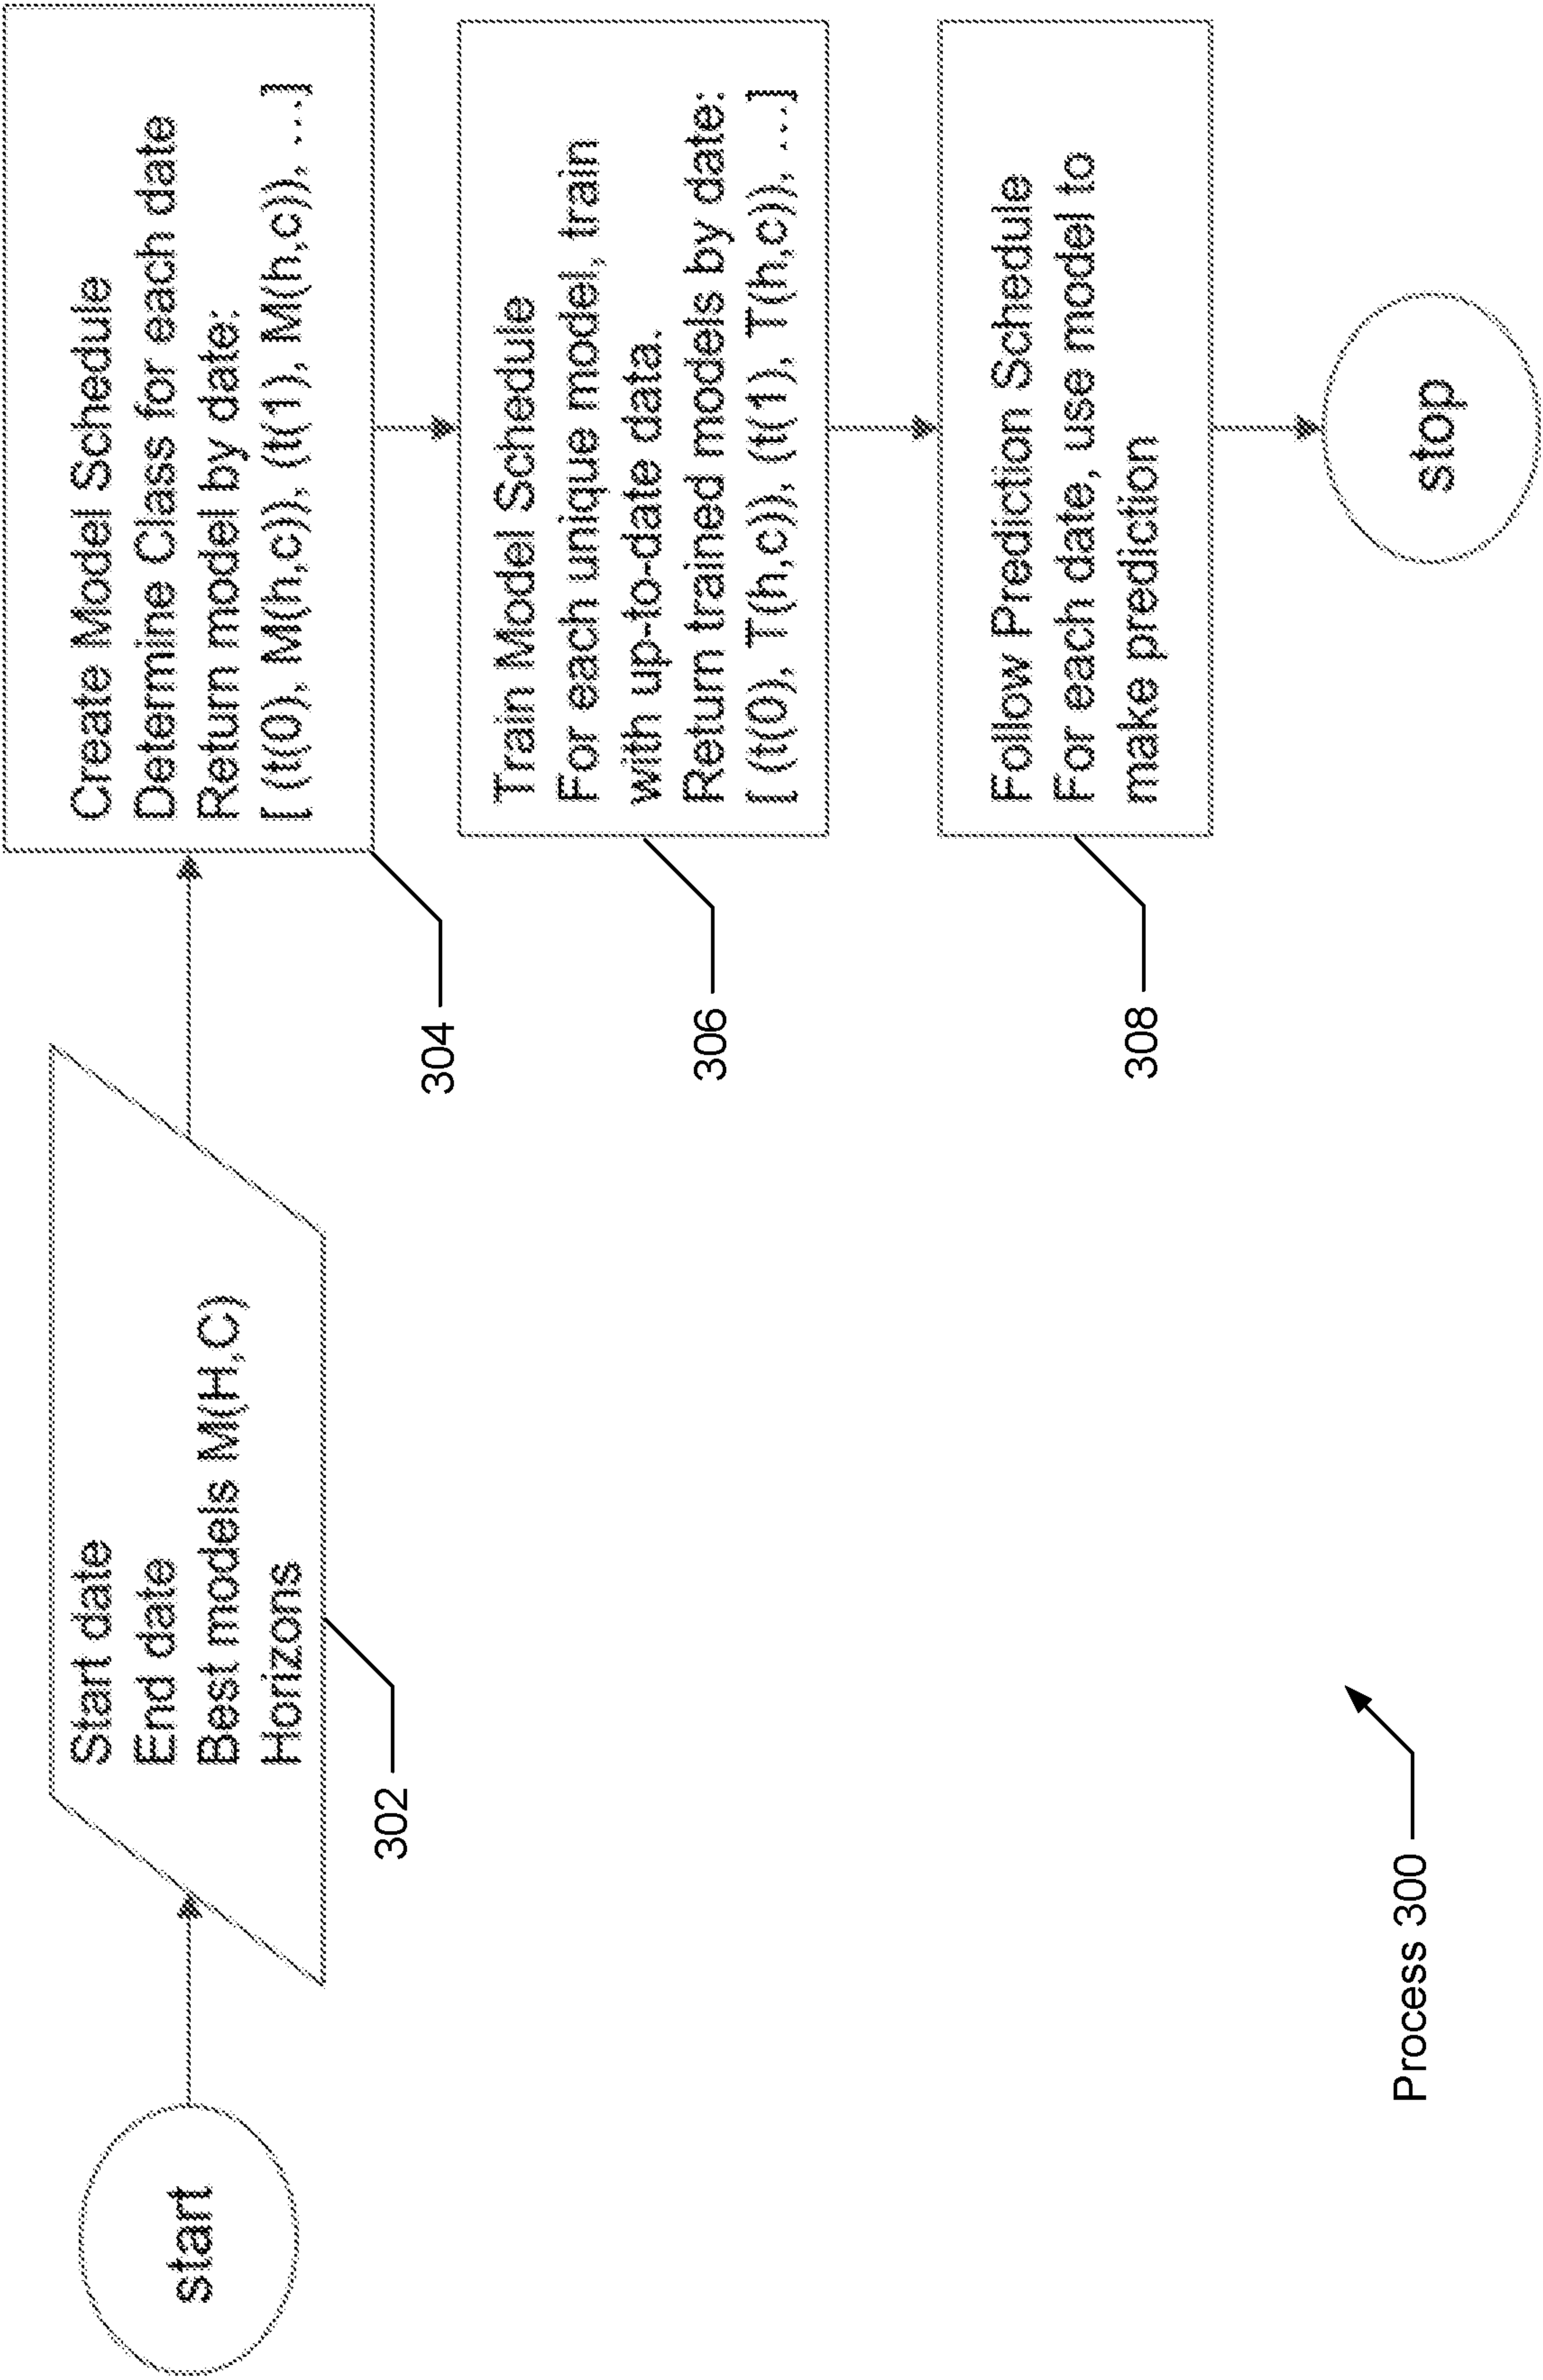 start
Start date
End date
Best models M(H,C)
Horizons
302
Create Model Schedule
Determine Class for each date
Return model by date:
[ (t(0), M(h,c)), (t(1), M(h,c)), …]
304
Train Model Schedule
For each unique model, train
with up-to-date data.
Return trained models by date:
[ (t(0), T(h,c)), (t(1), T(h,c)), …]
306
Follow Prediction Schedule
For each date, use model to
make prediction
308
stop
Process 300